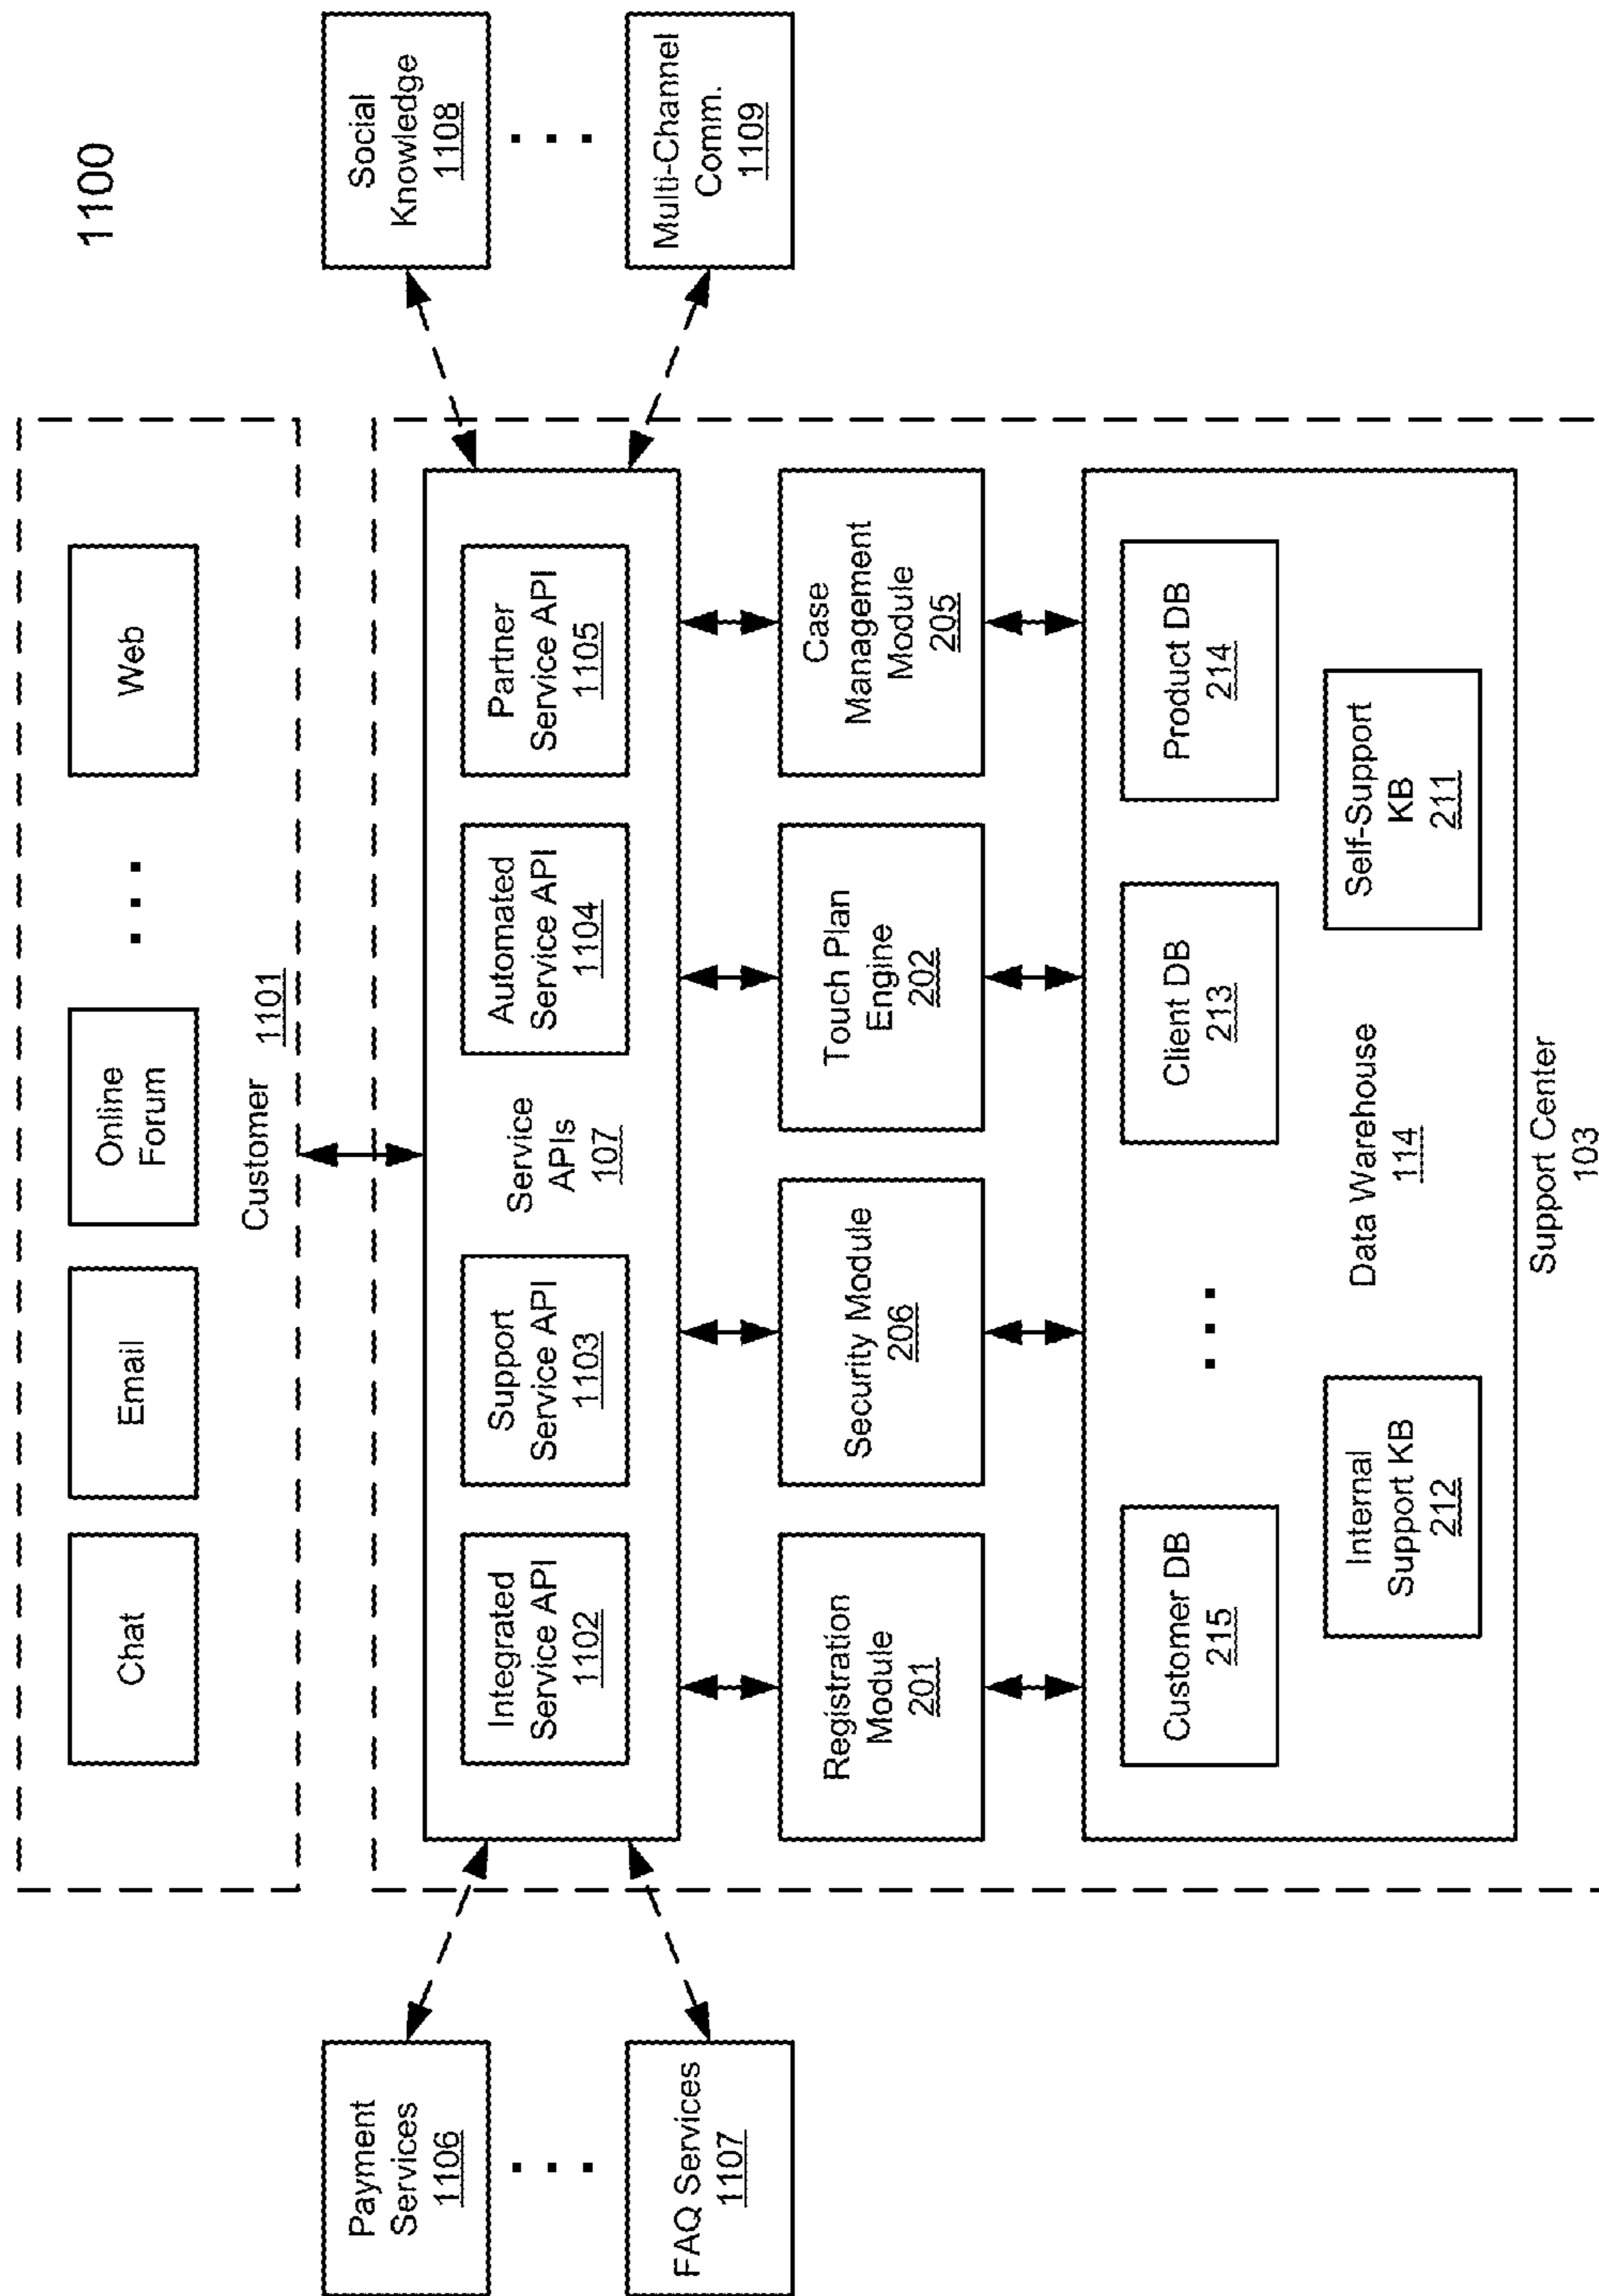 1100
Chat
Email
Online
Forum
. . .
Web
Customer
1101
Payment
Services
1106
. . .
FAQ Services
1107
Integrated
Service API
1102
Support
Service API
1103
Service
APIs
107
Automated
Service API
1104
Partner
Service API
1105
Social
Knowledge
1108
. . .
Multi-Channel
Comm.
1109
Registration
Module
201
Security Module
206
Touch Plan
Engine
202
Case
Management
Module
205
Customer DB
215
. . .
Client DB
213
Product DB
214
Internal
Support KB
212
Data Warehouse
114
Self-Support
KB
211
Support Center
103